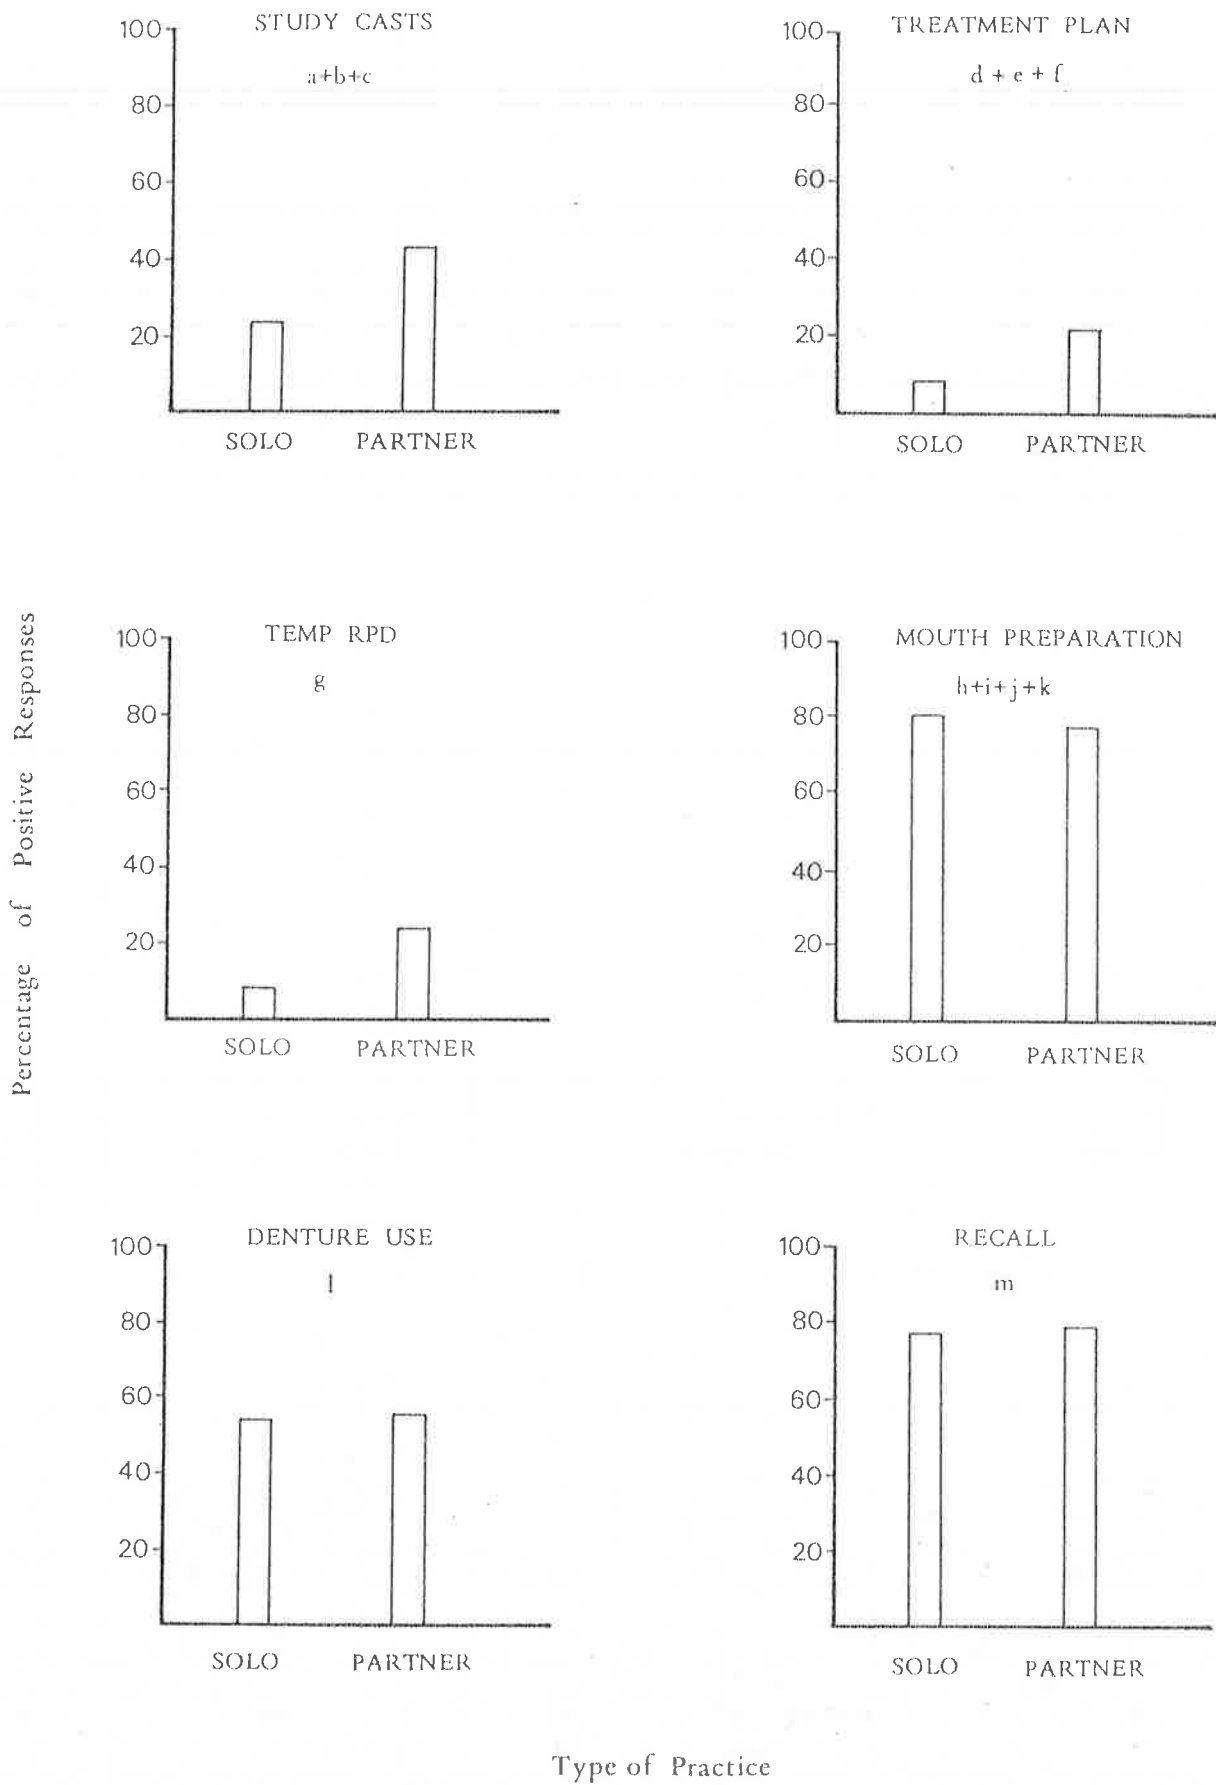 STUDY CASTS
a+b+c
100
80
60
40
20
SOLO PARTNER
TREATMENT PLAN
d + e + f
100
80
60
40
20
SOLO PARTNER
Percentage of Positive Responses
TEMP RPD
g
100
80
60
40
20
SOLO PARTNER
MOUTH PREPARATION
h+i+j+k
100
80
60
40
20
SOLO PARTNER
DENTURE USE
l
100
80
60
40
20
SOLO PARTNER
RECALL
m
100
80
60
40
20
SOLO PARTNER
Type of Practice